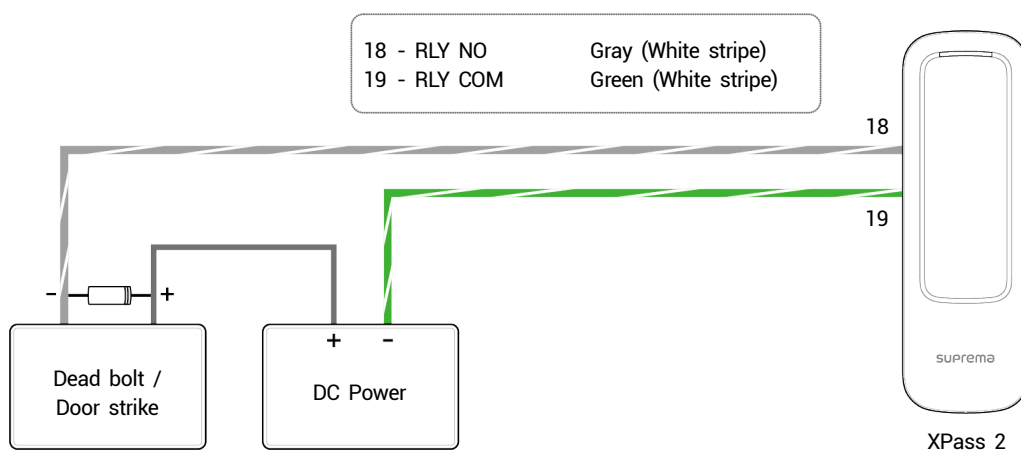 18 - RLY NO Gray (White stripe)
19 - RLY COM Green (White stripe)
18
19
- +
+ -
Dead bolt /
Door strike
DC Power
suprema
XPass 2